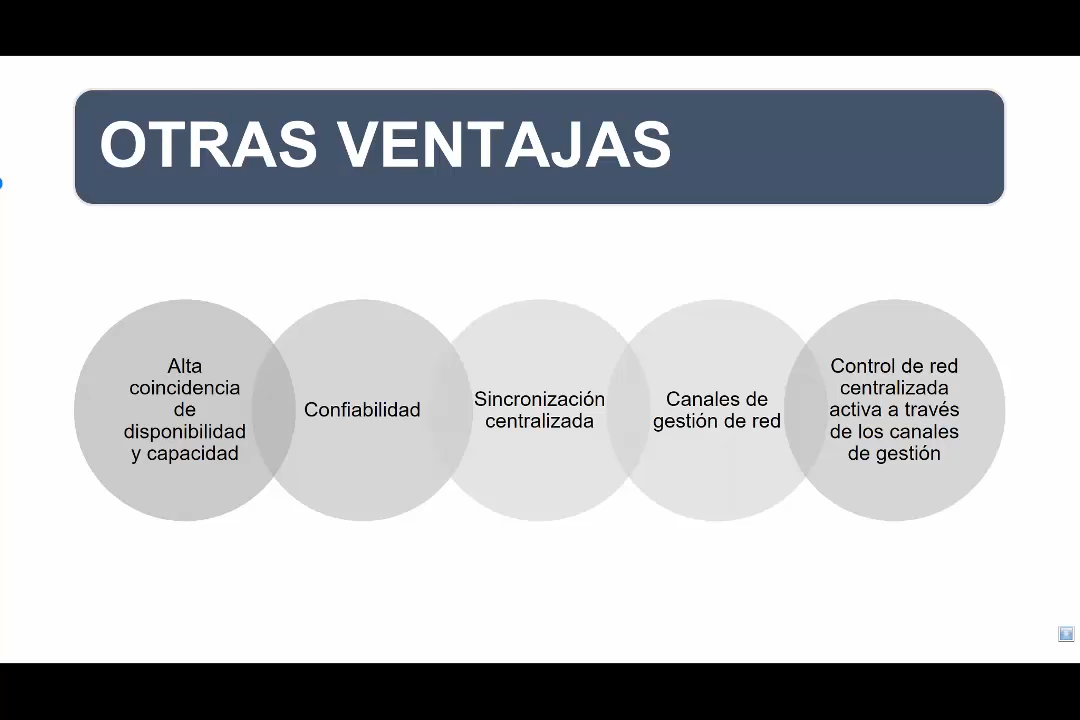 OTRAS VENTAJAS
Alta
coincidencia
de
disponibilidad
y capacidad
Confiabilidad
Sincronización
centralizada
Canales de
gestión de red
Control de red
centralizada
activa a través
de los canales
de gestión